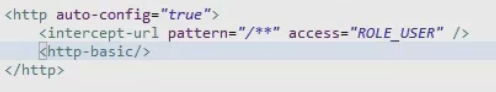 <http auto-config="true">
<intercept-url pattern="/**" access="ROLE_USER" />
<http-basic/>
</http>